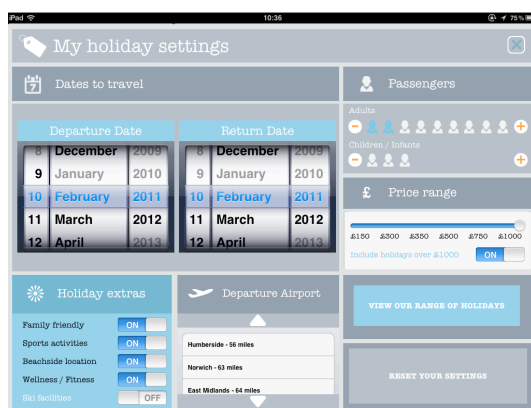 iPad 10:36 75%
My holiday settings
7 Dates to travel
Departure Date
8 December 2009
9 January 2010
10 February 2011
11 March 2012
12 April 2013
Return Date
8 December 2009
9 January 2010
10 February 2011
11 March 2012
12 April 2013
Passengers
Adults
Children / Infants
£ Price range
£150 £300 £350 £500 £750 £1000
Include holidays over £1000 ON
Holiday extras
Family friendly ON
Sports activities ON
Beachside location ON
Wellness / Fitness ON
Ski facilities OFF
Departure Airport
Humberside - 56 miles
Norwich - 63 miles
East Midlands - 64 miles
VIEW OUR RANGE OF HOLIDAYS
RESET YOUR SETTINGS